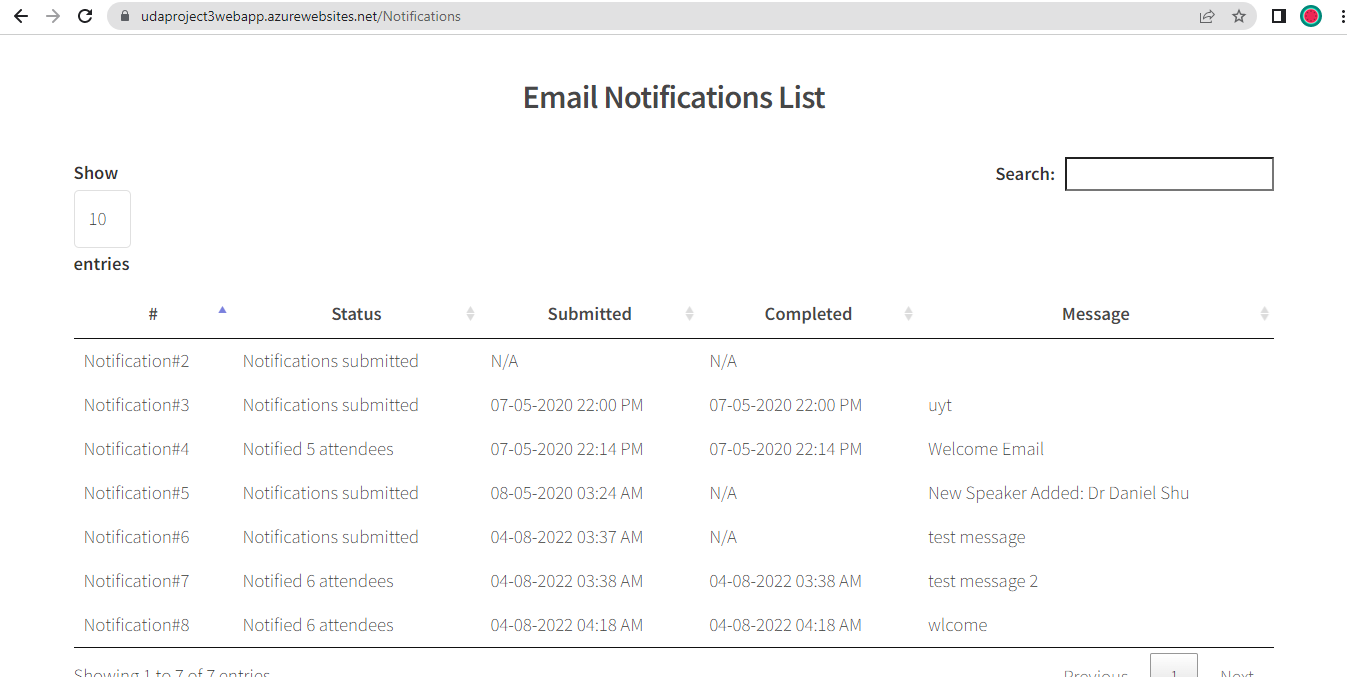 udaproject3webapp.azurewebsites.net/Notifications
Email Notifications List
Show
10
entries
Search:
# Status Submitted Completed Message
Notification#2 Notifications submitted N/A N/A
Notification#3 Notifications submitted 07-05-2020 22:00 PM 07-05-2020 22:00 PM uyt
Notification#4 Notified 5 attendees 07-05-2020 22:14 PM 07-05-2020 22:14 PM Welcome Email
Notification#5 Notifications submitted 08-05-2020 03:24 AM N/A New Speaker Added: Dr Daniel Shu
Notification#6 Notifications submitted 04-08-2022 03:37 AM N/A test message
Notification#7 Notified 6 attendees 04-08-2022 03:38 AM 04-08-2022 03:38 AM test message 2
Notification#8 Notified 6 attendees 04-08-2022 04:18 AM 04-08-2022 04:18 AM wlcome
Showing 1 to 7 of 7 entries Previous 1 Next